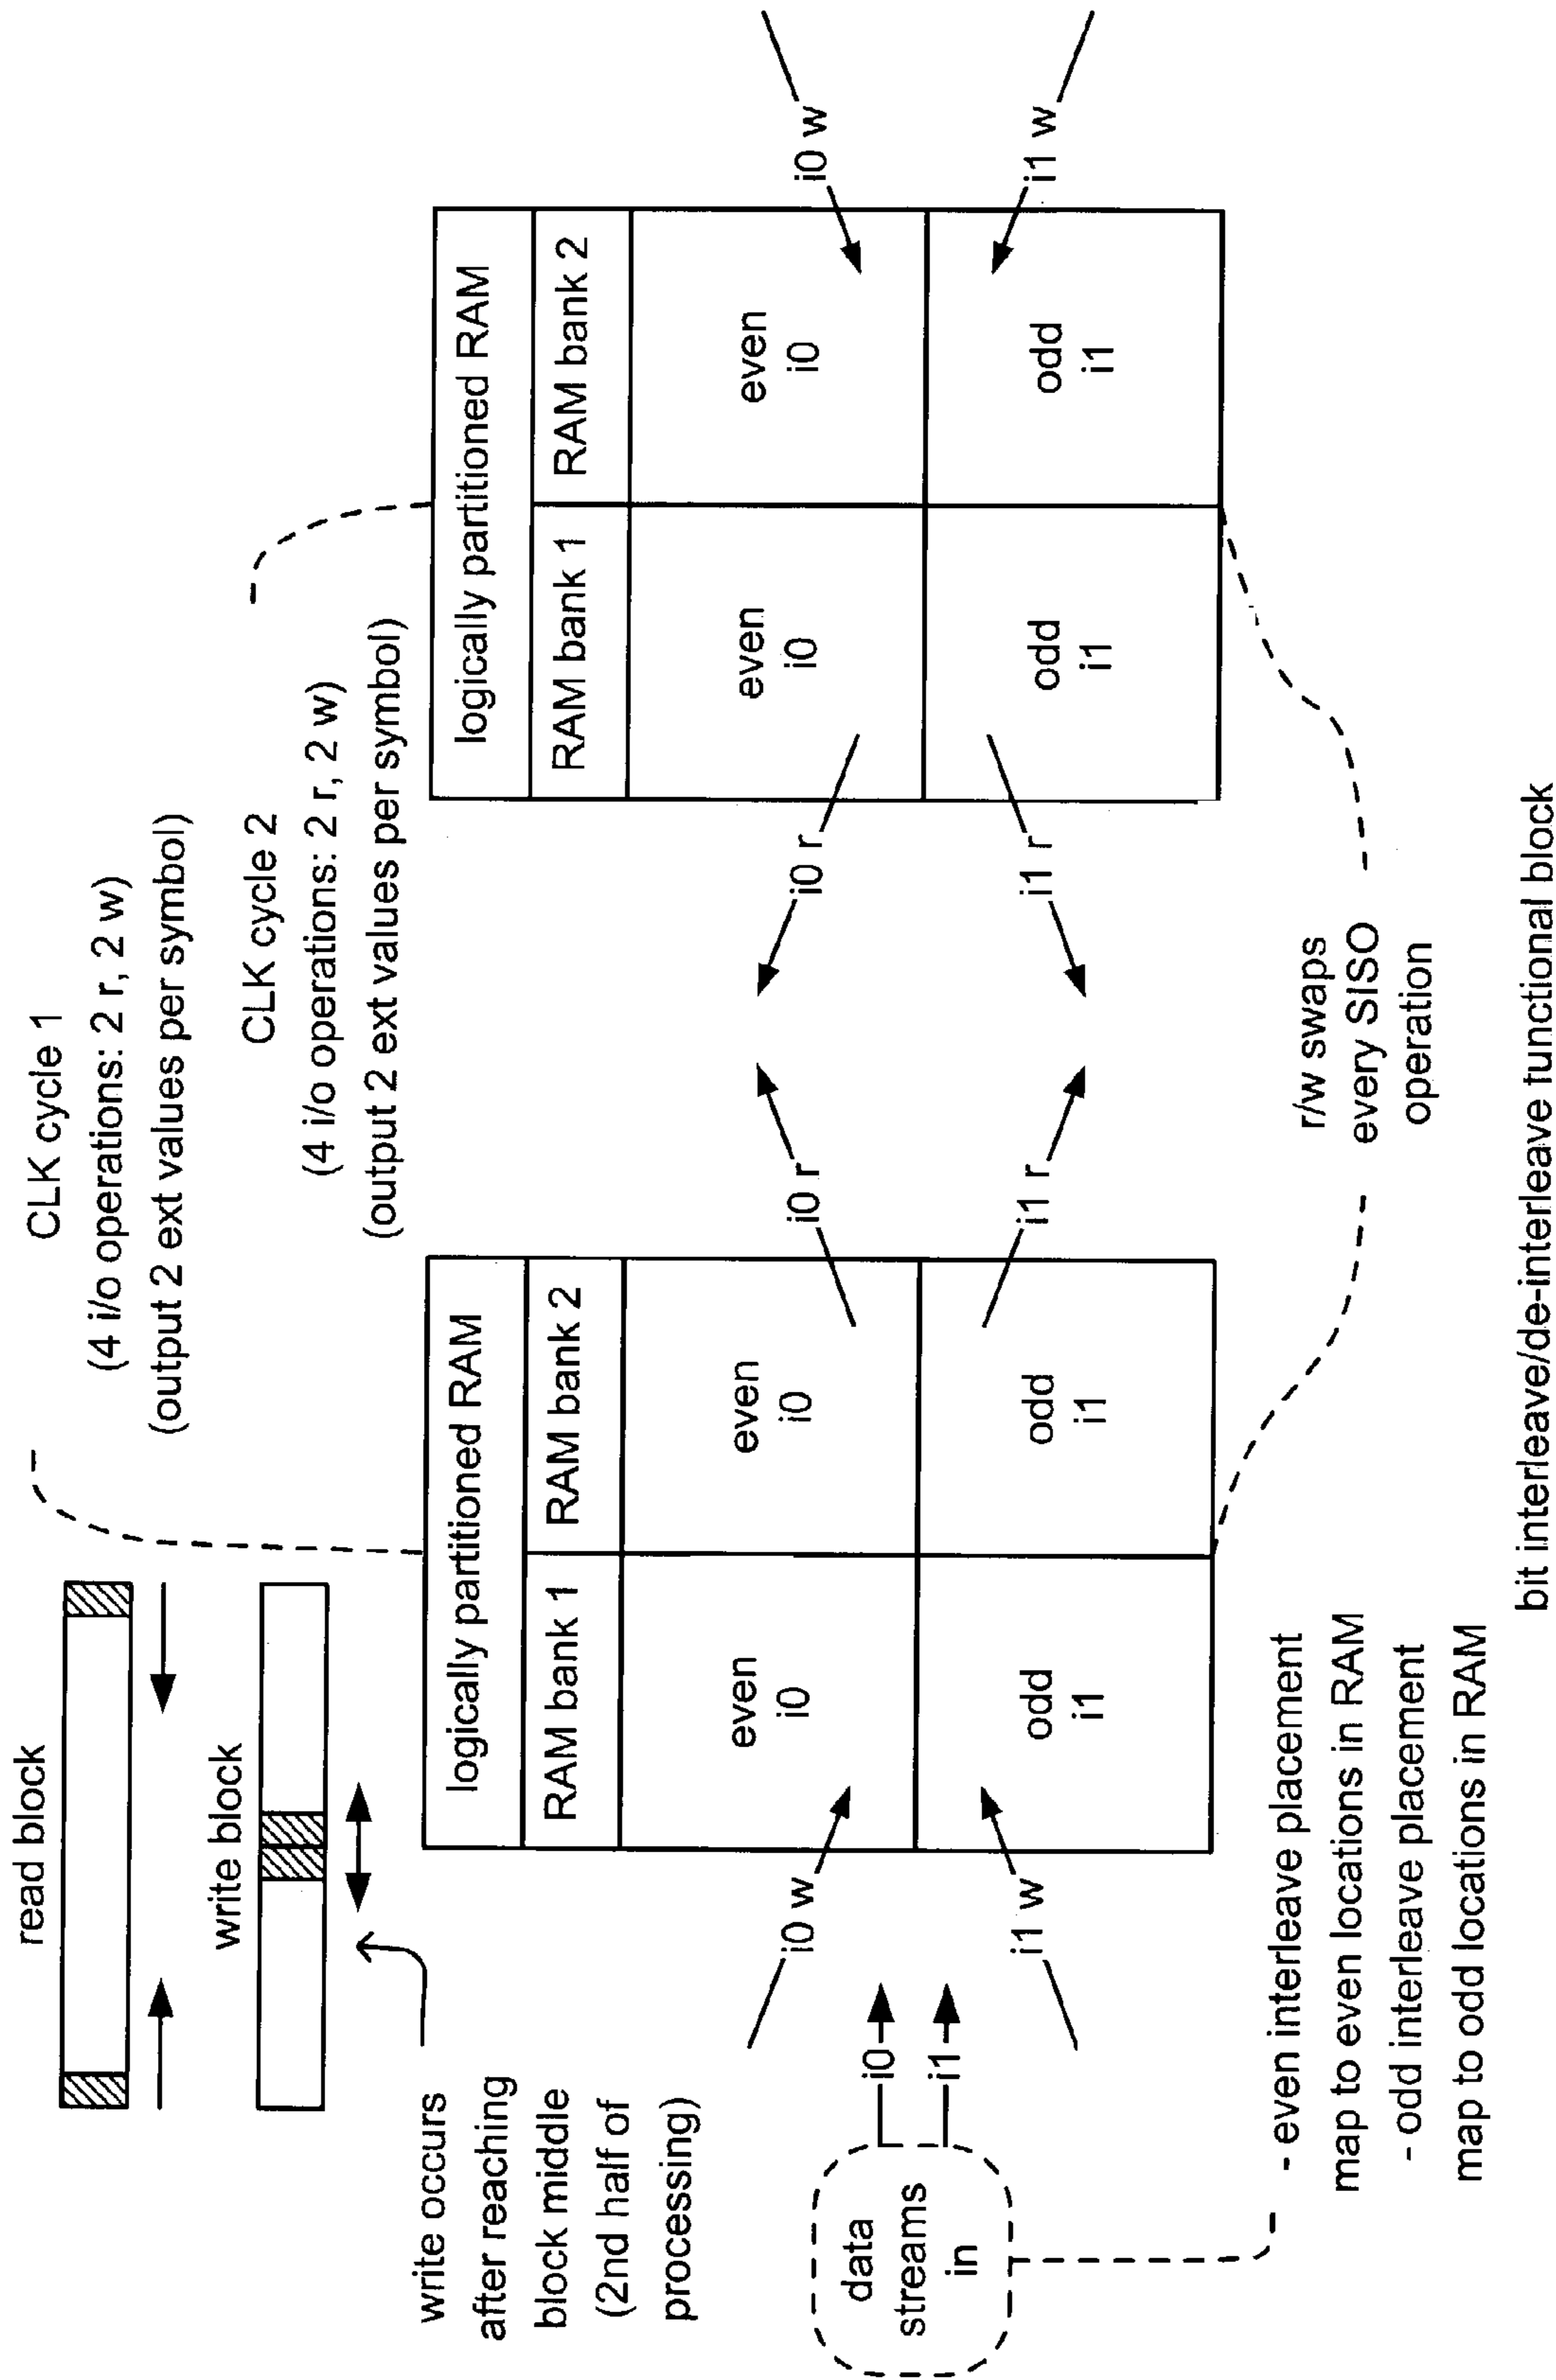 read block
write block
write occurs
after reaching
block middle
(2nd half of
processing)
CLK cycle 1
(4 i/o operations: 2 r, 2 w)
(output 2 ext values per symbol)
CLK cycle 2
(4 i/o operations: 2 r, 2 w)
(output 2 ext values per symbol)
logically partitioned RAM
RAM bank 1
RAM bank 2
even
i0
even
i0
odd
i1
odd
i1
i0 w
i1 w
i0 r
i1 r
data
streams
in
i0
i1
logically partitioned RAM
RAM bank 1
RAM bank 2
even
i0
even
i0
odd
i1
odd
i1
i0 r
i1 r
i0 w
i1 w
- even interleave placement
map to even locations in RAM
- odd interleave placement
map to odd locations in RAM
r/w swaps
every SISO
operation
bit interleave/de-interleave tunctional block